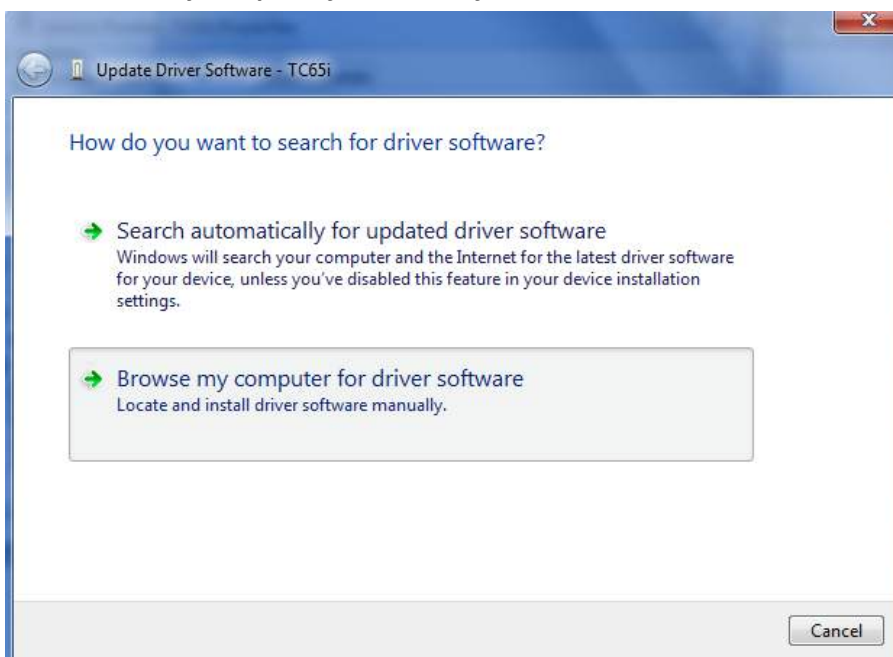 Update Driver Software - TC65i
How do you want to search for driver software?
Search automatically for updated driver software
Windows will search your computer and the Internet for the latest driver software
for your device, unless you've disabled this feature in your device installation
settings.
Browse my computer for driver software
Locate and install driver software manually.
Cancel